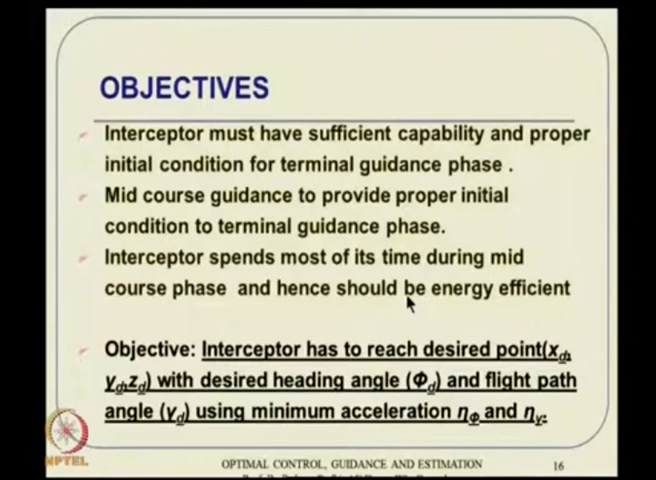 OBJECTIVES
Interceptor must have sufficient capability and proper
initial condition for terminal guidance phase .
Mid course guidance to provide proper initial
condition to terminal guidance phase.
Interceptor spends most of its time during mid
course phase and hence should be energy efficient
Objective: Interceptor has to reach desired point(x_d,
y_d,z_d) with desired heading angle (Φ_d) and flight path
angle (γ_d) using minimum acceleration η_Φ and η_γ.
NPTEL
OPTIMAL CONTROL, GUIDANCE AND ESTIMATION
16